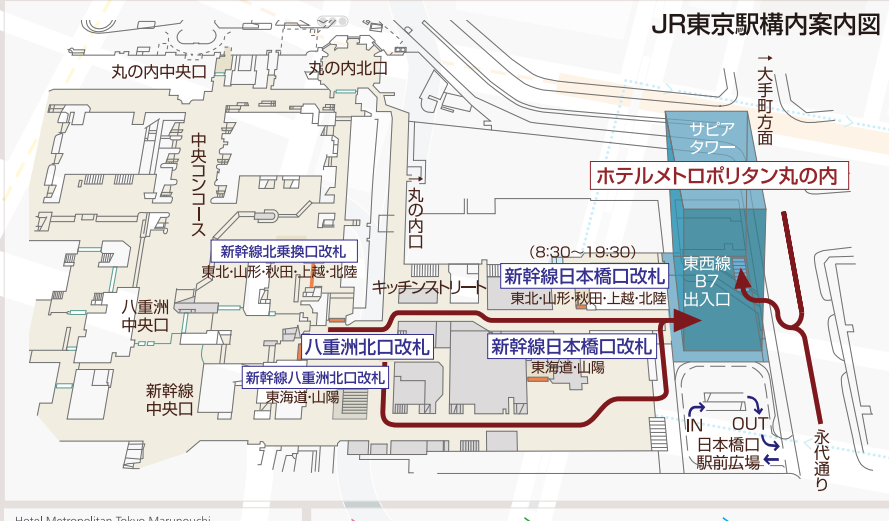 JR東京駅構内案内図
丸の内中央口
丸の内北口
→大手町方面
サピア
タワー
ホテルメトロポリタン丸の内
中央コンコース
→丸の内口
新幹線北乗換口改札
東北・山形・秋田・上越・北陸
(8:30〜19:30)
新幹線日本橋口改札
東北・山形・秋田・上越・北陸
キッチンストリート
東西線
B7
出入口
八重洲
中央口
八重洲北口改札
新幹線日本橋口改札
東海道・山陽
新幹線八重洲北口改札
東海道・山陽
新幹線
中央口
IN
OUT
日本橋口
駅前広場
永代通り
Hotel Metropolitan Tokyo Marunouchi